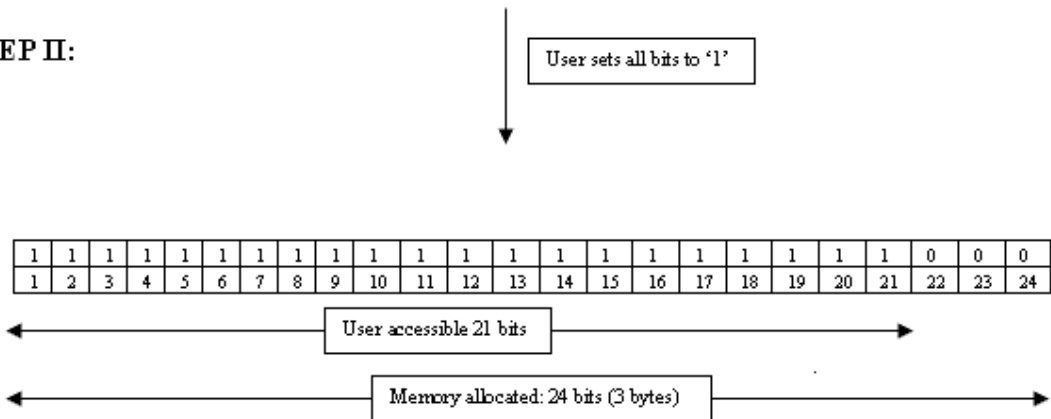 EP II:
User sets all bits to ‘1’
1 1 1 1 1 1 1 1 1 1 1 1 1 1 1 1 1 1 1 1 1 0 0 0
1 2 3 4 5 6 7 8 9 10 11 12 13 14 15 16 17 18 19 20 21 22 23 24
User accessible 21 bits
Memory allocated: 24 bits (3 bytes)